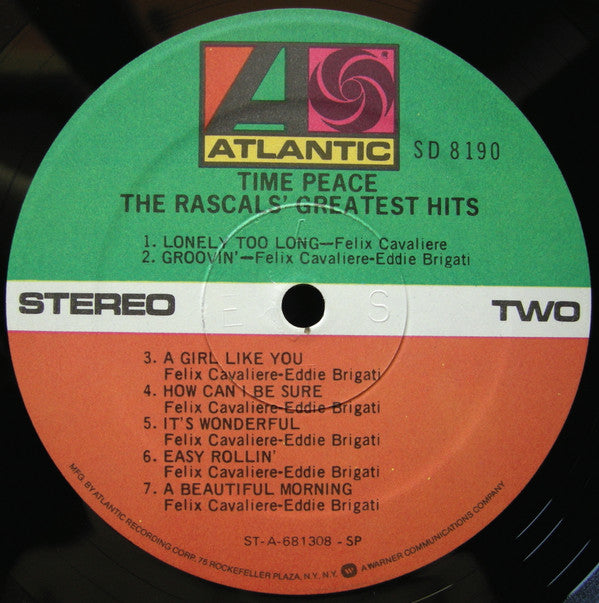 ATLANTIC
SD 8190
TIME PEACE
THE RASCALS' GREATEST HITS
1. LONELY TOO LONG—Felix Cavaliere
2. GROOVIN'—Felix Cavaliere-Eddie Brigati
STEREO
TWO
E S
3. A GIRL LIKE YOU
Felix Cavaliere-Eddie Brigati
4. HOW CAN I BE SURE
Felix Cavaliere-Eddie Brigati
5. IT'S WONDERFUL
Felix Cavaliere-Eddie Brigati
6. EASY ROLLIN'
Felix Cavaliere-Eddie Brigati
7. A BEAUTIFUL MORNING
Felix Cavaliere-Eddie Brigati
ST-A-681308-SP
MFG. BY ATLANTIC RECORDING CORP. 75 ROCKEFELLER PLAZA, N.Y. N.Y. A WARNER COMMUNICATIONS COMPANY